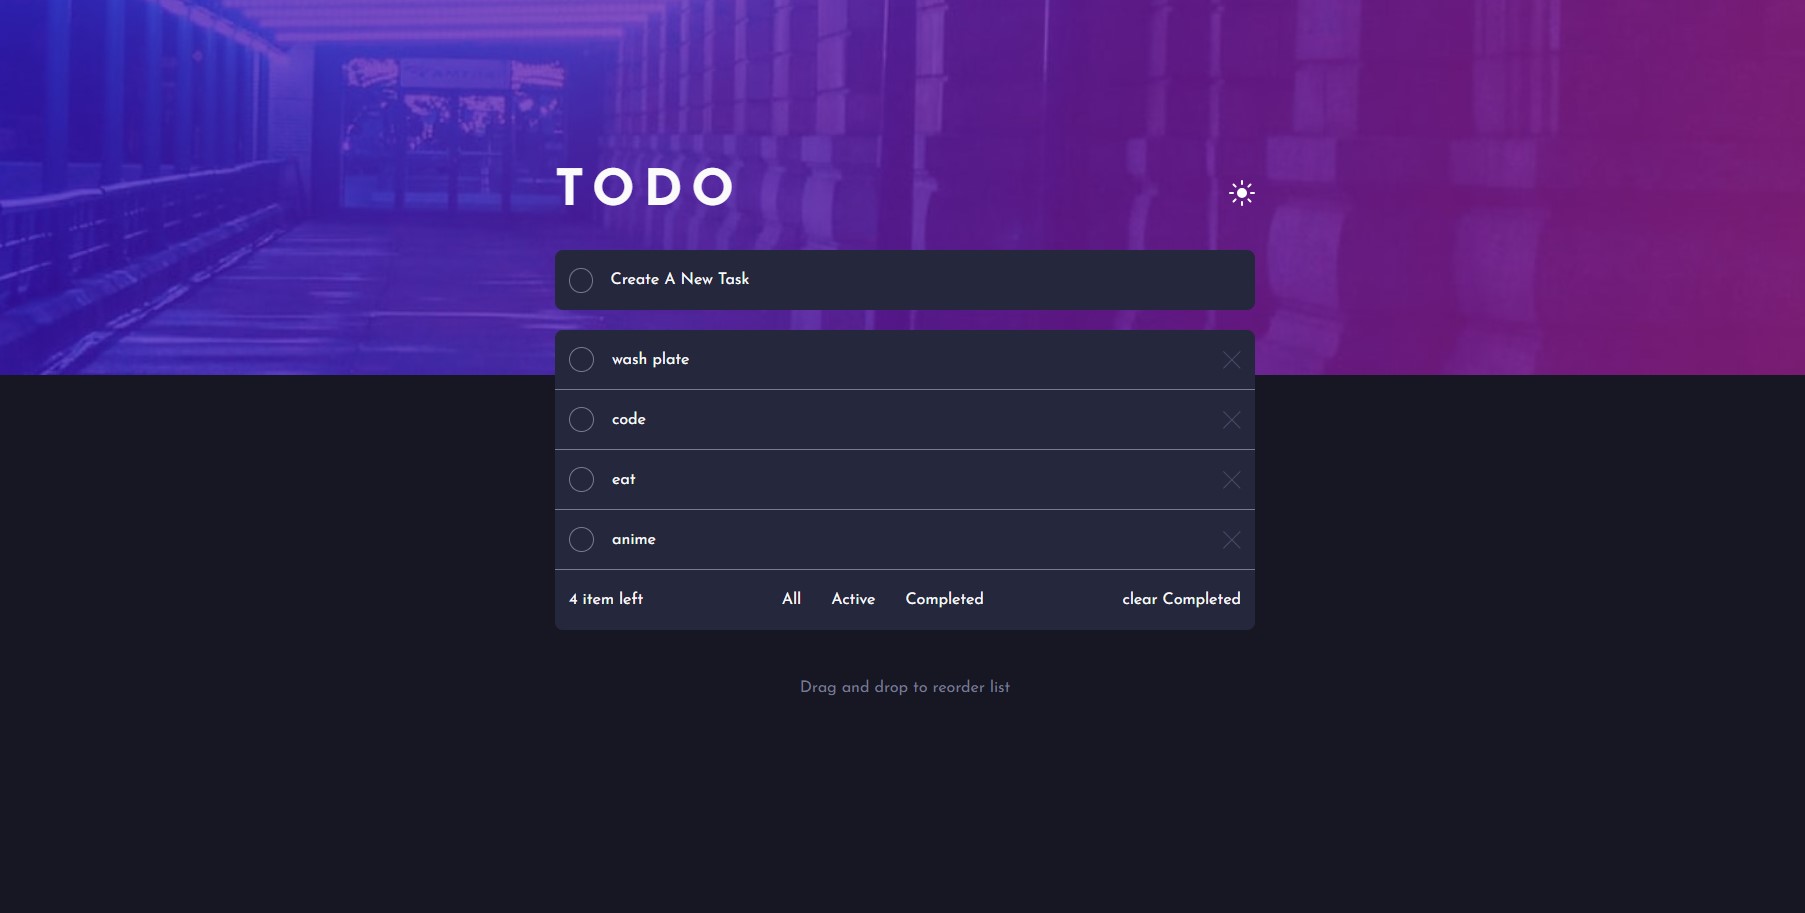 TODO
Create A New Task
wash plate
code
eat
anime
4 item left All Active Completed clear Completed
Drag and drop to reorder list